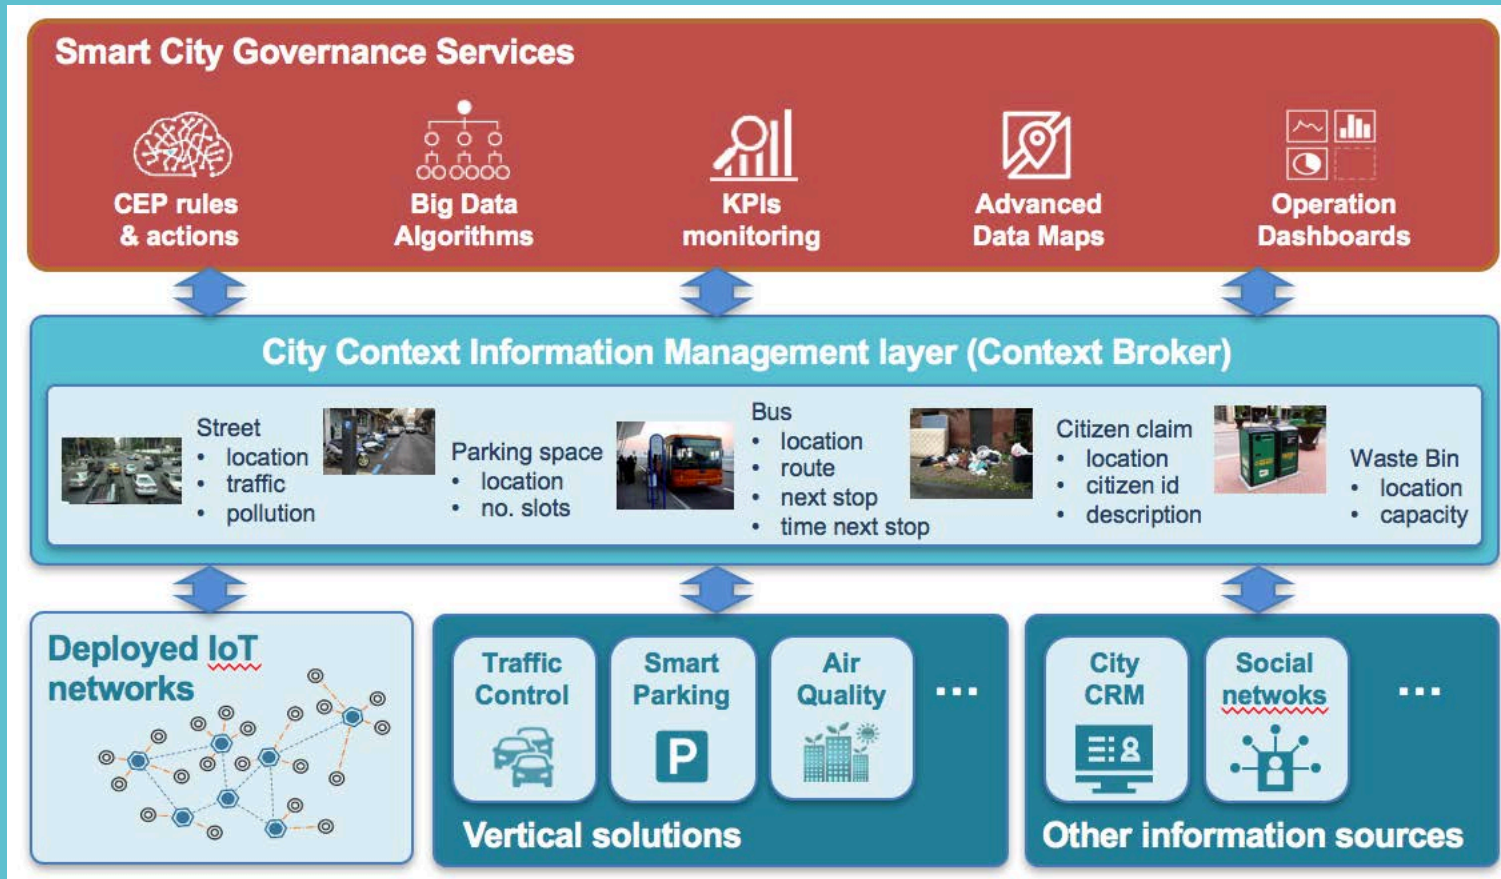 Smart City Governance Services
CEP rules
& actions
Big Data
Algorithms
KPIs
monitoring
Advanced
Data Maps
Operation
Dashboards
City Context Information Management layer (Context Broker)
Street
• location
• traffic
• pollution
Parking space
• location
• no. slots
Bus
• location
• route
• next stop
• time next stop
Citizen claim
• location
• citizen id
• description
Waste Bin
• location
• capacity
Deployed IoT
networks
Traffic
Control
Smart
Parking
P
Air
Quality
...
Vertical solutions
City
CRM
Social
netwoks
...
Other information sources